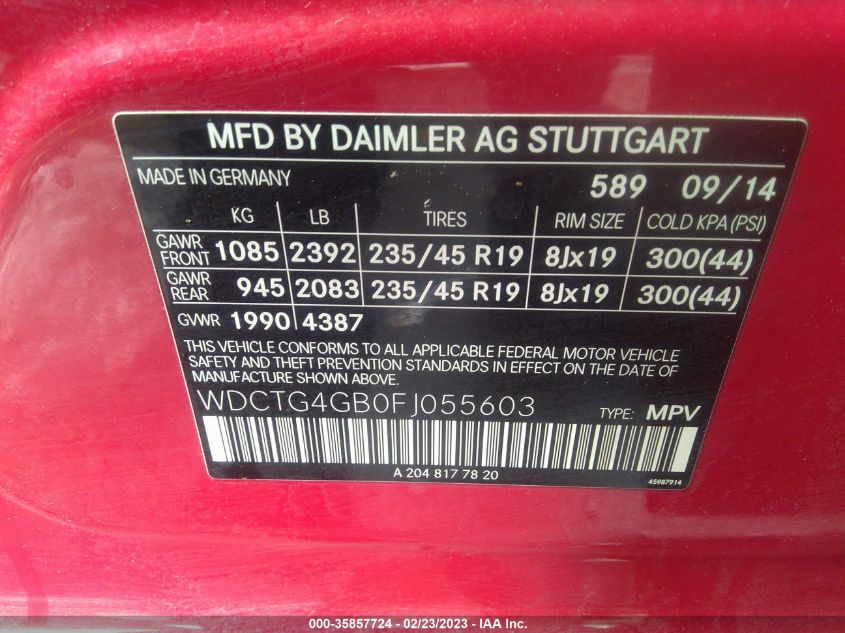 MFD BY DAIMLER AG STUTTGART
MADE IN GERMANY 589 09/14
KG LB TIRES RIM SIZE COLD KPA (PSI)
GAWR FRONT 1085 2392 235/45 R19 8Jx19 300(44)
GAWR REAR 945 2083 235/45 R19 8Jx19 300(44)
GVWR 1990 4387
THIS VEHICLE CONFORMS TO ALL APPLICABLE FEDERAL MOTOR VEHICLE
SAFETY AND THEFT PREVENTION STANDARDS IN EFFECT ON THE DATE OF
MANUFACTURE SHOWN ABOVE.
WDCTG4GB0FJ055603 TYPE: MPV
A 204 817 78 20 45987914
000-35857724 - 02/23/2023 - IAA Inc.